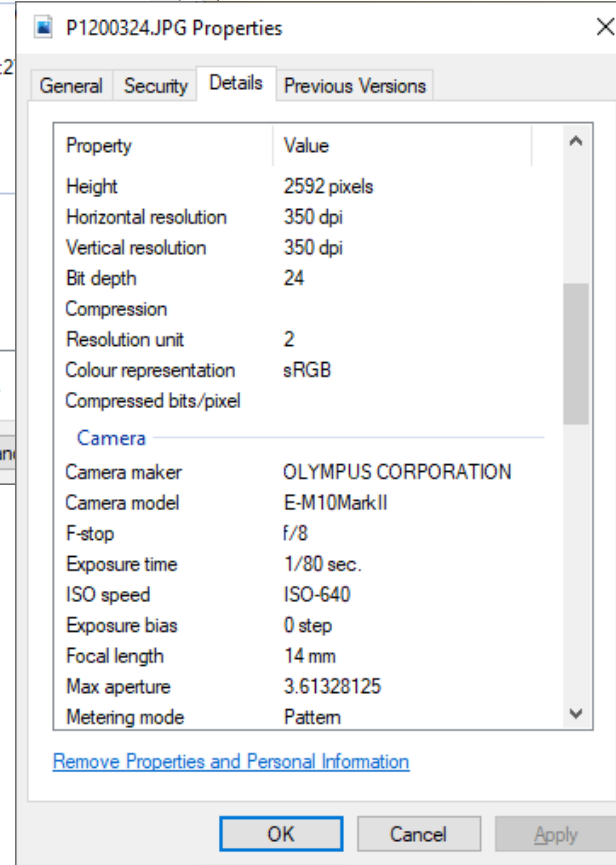 P1200324.JPG Properties
General Security Details Previous Versions
Property Value
Height 2592 pixels
Horizontal resolution 350 dpi
Vertical resolution 350 dpi
Bit depth 24
Compression
Resolution unit 2
Colour representation sRGB
Compressed bits/pixel
Camera
Camera maker OLYMPUS CORPORATION
Camera model E-M10MarkII
F-stop f/8
Exposure time 1/80 sec.
ISO speed ISO-640
Exposure bias 0 step
Focal length 14 mm
Max aperture 3.61328125
Metering mode Pattern
Remove Properties and Personal Information
OK Cancel Apply